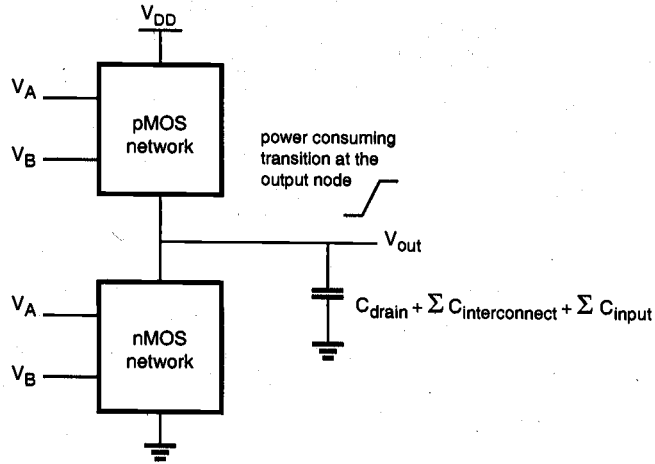 VDD
VA
pMOS
network
VB
power consuming
transition at the
output node
Vout
Cdrain + Σ Cinterconnect + Σ Cinput
VA
nMOS
network
VB